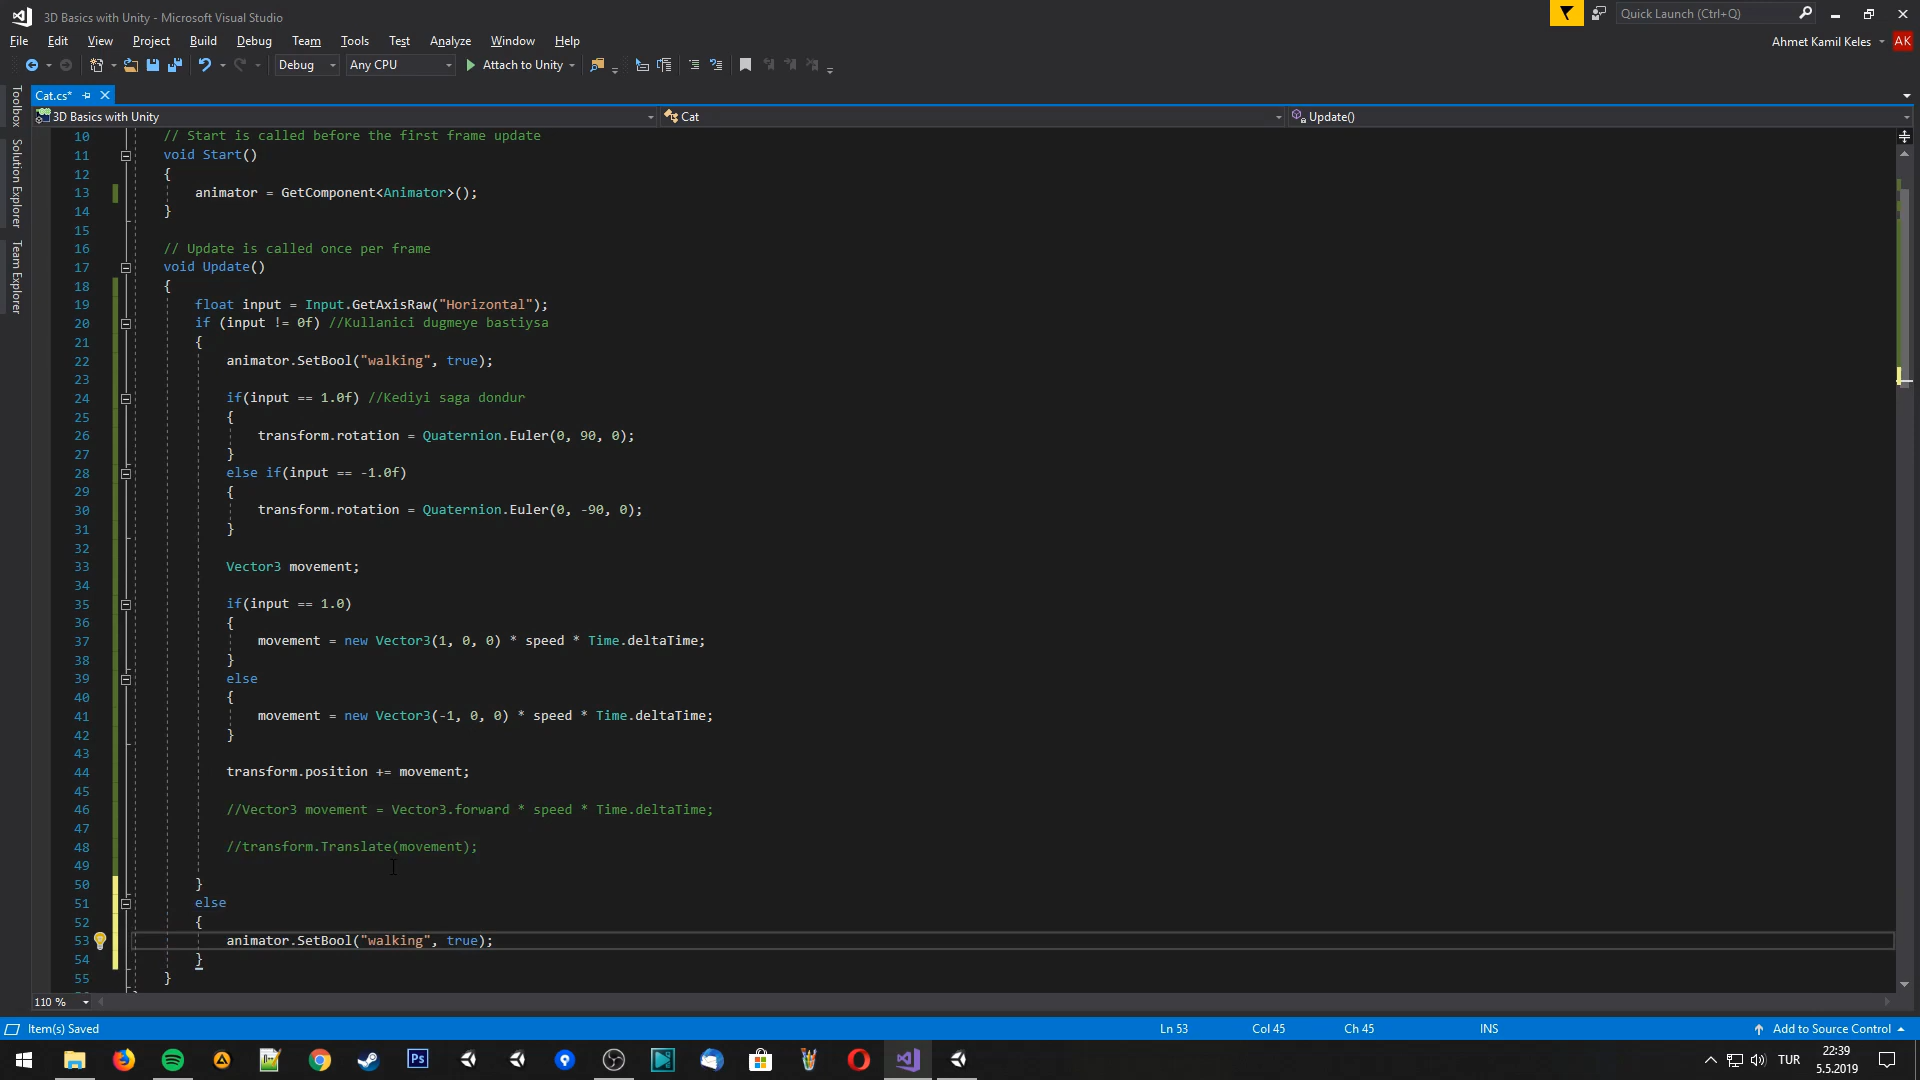 3D Basics with Unity - Microsoft Visual Studio
Quick Launch (Ctrl+Q)
File Edit View Project Build Debug Team Tools Test Analyze Window Help
Ahmet Kamil Keles AK
Debug Any CPU Attach to Unity
Toolbox
Solution Explorer
Team Explorer
Cat.cs*
3D Basics with Unity Cat Update()
10 // Start is called before the first frame update
11 void Start()
12 {
13 animator = GetComponent<Animator>();
14 }
15
16 // Update is called once per frame
17 void Update()
18 {
19 float input = Input.GetAxisRaw("Horizontal");
20 if (input != 0f) //Kullanici dugmeye bastiysa
21 {
22 animator.SetBool("walking", true);
23
24 if(input == 1.0f) //Kediyi saga dondur
25 {
26 transform.rotation = Quaternion.Euler(0, 90, 0);
27 }
28 else if(input == -1.0f)
29 {
30 transform.rotation = Quaternion.Euler(0, -90, 0);
31 }
32
33 Vector3 movement;
34
35 if(input == 1.0)
36 {
37 movement = new Vector3(1, 0, 0) * speed * Time.deltaTime;
38 }
39 else
40 {
41 movement = new Vector3(-1, 0, 0) * speed * Time.deltaTime;
42 }
43
44 transform.position += movement;
45
46 //Vector3 movement = Vector3.forward * speed * Time.deltaTime;
47
48 //transform.Translate(movement);
49
50 }
51 else
52 {
53 animator.SetBool("walking", true);
54 }
55 }
110 %
Item(s) Saved Ln 53 Col 45 Ch 45 INS Add to Source Control
Ps
TUR
22:39
5.5.2019